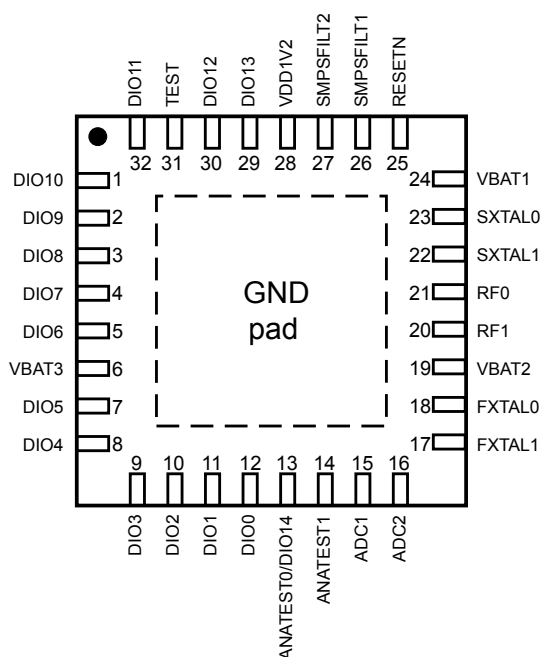 DIO11
TEST
DIO12
DIO13
VDD1V2
SMPSFILT2
SMPSFILT1
RESETN
32 31 30 29 28 27 26 25
DIO10 1
DIO9 2
DIO8 3
DIO7 4
DIO6 5
VBAT3 6
DIO5 7
DIO4 8
GND
pad
24 VBAT1
23 SXTAL0
22 SXTAL1
21 RF0
20 RF1
19 VBAT2
18 FXTAL0
17 FXTAL1
9 10 11 12 13 14 15 16
DIO3
DIO2
DIO1
DIO0
ANATEST0/DIO14
ANATEST1
ADC1
ADC2